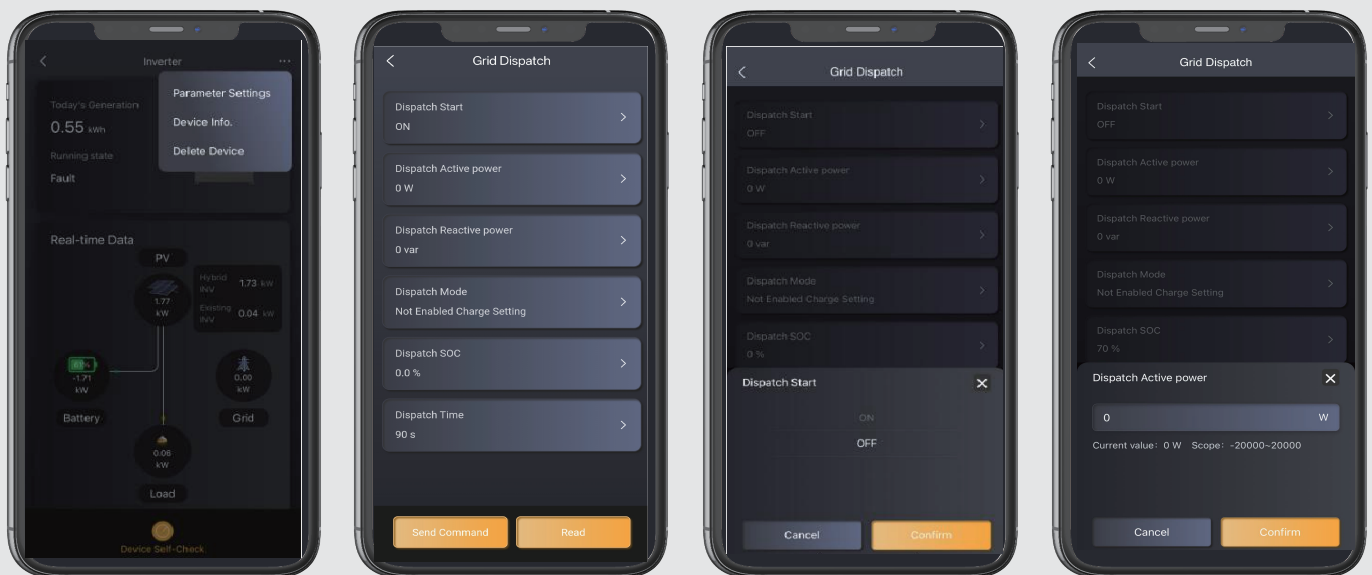 Inverter
...
Parameter Settings
Device Info.
Delete Device
Today's Generation
0.55 kWh
Running state
Fault
Real-time Data
PV
1.77
kW
Hybrid
INV
1.73 kW
Existing
INV
0.04 kW
-1.71
kW
Battery
0.00
kW
Grid
0.06
kW
Load
Device Self-Check
Grid Dispatch
Dispatch Start
ON
Dispatch Active power
0 W
Dispatch Reactive power
0 var
Dispatch Mode
Not Enabled Charge Setting
Dispatch SOC
0.0 %
Dispatch Time
90 s
Send Command
Read
Grid Dispatch
Dispatch Start
OFF
Dispatch Active power
0 W
Dispatch Reactive power
0 var
Dispatch Mode
Not Enabled Charge Setting
Dispatch SOC
0 %
Dispatch Start
ON
OFF
Cancel
Confirm
Grid Dispatch
Dispatch Start
OFF
Dispatch Active power
0 W
Dispatch Reactive power
0 var
Dispatch Mode
Not Enabled Charge Setting
Dispatch SOC
70 %
Dispatch Active power
0 W
Current value: 0 W Scope: -20000~20000
Cancel
Confirm